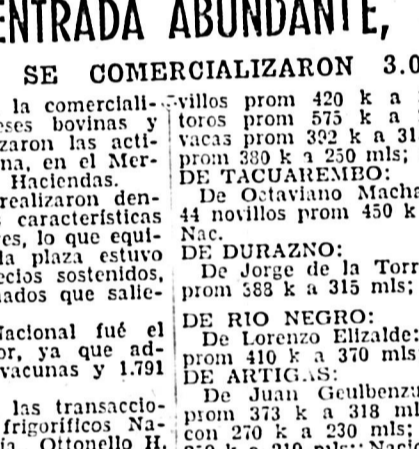 ENTRADA ABUNDANTE,
SE COMERCIALIZARON 3.0
la comerciali-
eses bovinas y
zaron las acti-
na, en el Mer-
Haciendas.
realizaron den-
s características
res, lo que equi-
la plaza estuvo
ecios sostenidos,
nados que salie-
Nacional fué el
or, ya que ad-
vacunas y 1.791
las transaccio-
frigoríficos Na-
Ottonello H.
villos prom 420 k a
toros prom 575 k a
vacas prom 392 k a 31
prom 380 k a 250 mls;
DE TACUAREMBO:
De Octaviano Macha
44 novillos prom 450 k
Nac.
DE DURAZNO:
De Jorge de la Torr
prom 388 k a 315 mls;
DE RIO NEGRO:
De Lorenzo Elizalde:
prom 410 k a 370 mls
DE ARTIGAS:
De Juan Geulbenzu
prom 373 k a 318 ml
con 270 k a 230 mls;